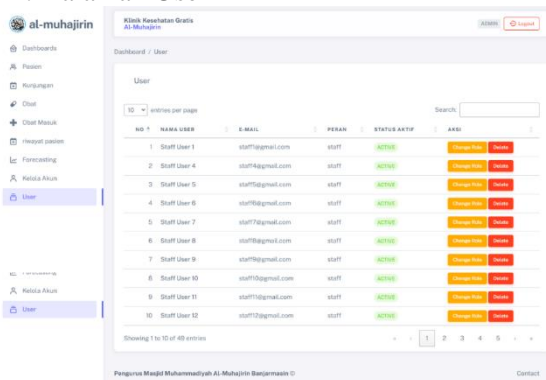 al-muhajirin
Klinik Kesehatan Gratis
Al-Muhajirin
ADMIN Logout
Dashboards
Pasien
Kunjungan
Obat
Obat Masuk
riwayat pasien
Forecasting
Kelola Akun
User
Forecasting
Kelola Akun
User
Dashboard / User
User
10 entries per page Search:
NO NAMA USER E-MAIL PERAN STATUS AKTIF AKSI
1 Staff User 1 staff1@gmail.com staff ACTIVE Change Role Delete
2 Staff User 4 staff4@gmail.com staff ACTIVE Change Role Delete
3 Staff User 5 staff5@gmail.com staff ACTIVE Change Role Delete
4 Staff User 6 staff6@gmail.com staff ACTIVE Change Role Delete
5 Staff User 7 staff7@gmail.com staff ACTIVE Change Role Delete
6 Staff User 8 staff8@gmail.com staff ACTIVE Change Role Delete
7 Staff User 9 staff9@gmail.com staff ACTIVE Change Role Delete
8 Staff User 10 staff10@gmail.com staff ACTIVE Change Role Delete
9 Staff User 11 staff11@gmail.com staff ACTIVE Change Role Delete
10 Staff User 12 staff12@gmail.com staff ACTIVE Change Role Delete
Showing 1 to 10 of 49 entries « ‹ 1 2 3 4 5 › »
Pengurus Masjid Muhammadiyah Al-Muhajirin Banjarmasin © Contact